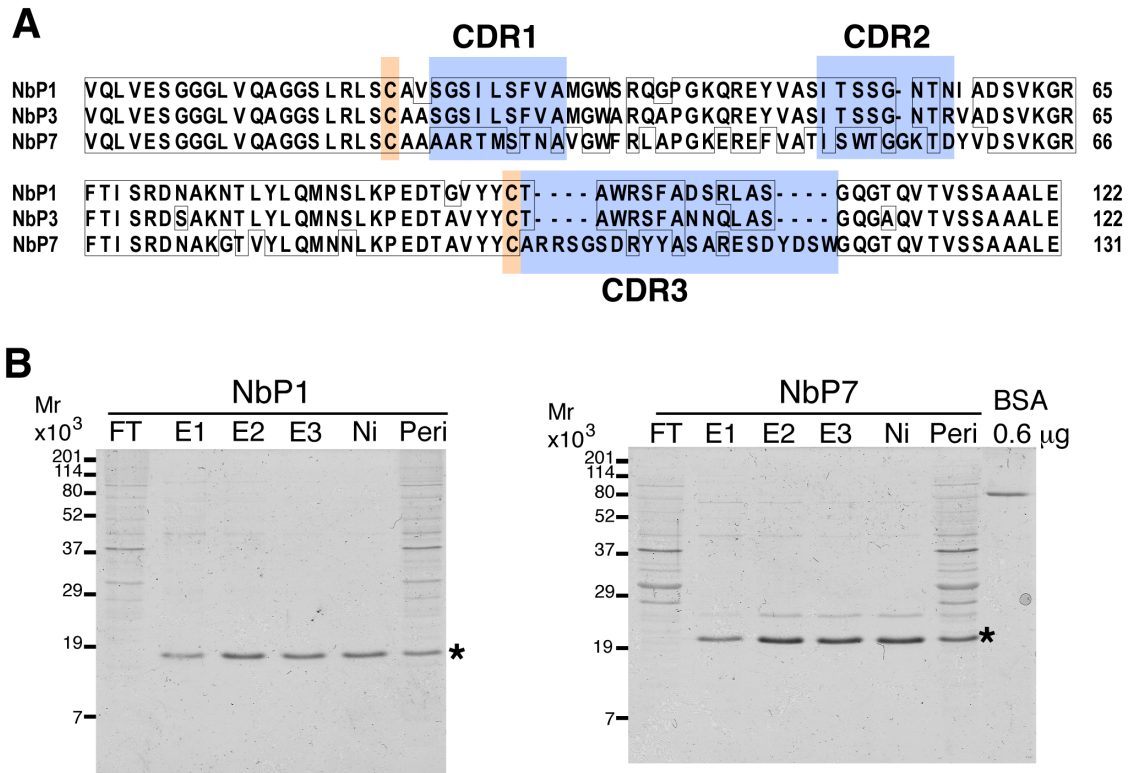 A
CDR1 CDR2
NbP1 VQLVESGGGLVQAGGSLRLSCAVSGSILSFVAMGWSRQGPGKQREYVASITSSG-NTNIADSVKGR 65
NbP3 VQLVESGGGLVQAGGSLRLSCAASGSILSFVAMGWARQAPGKQREYVASITSSG-NTRVADSVKGR 65
NbP7 VQLVESGGGLVQAGGSLRLSCAAAARTMSTNAVGWFRLAPGKEREFVATISWTGGKTDYVDSVKGR 66
NbP1 FTISRDNAKNTLYLQMNSLKPEDTGVYYCT----AWRSFADSRLAS----GQGTQVTVSSAAALE 122
NbP3 FTISRDSAKNTLYLQMNSLKPEDTAVYYCT----AWRSFANNQLAS----GQGAQVTVSSAAALE 122
NbP7 FTISRDNAKGTVYLQMNNLKPEDTAVYYCARRSGSDRYYASARESDYDSWGQGTQVTVSSAAALE 131
CDR3
B
NbP1
Mr x10³
FT E1 E2 E3 Ni Peri
201
114
80
52
37
29
19
*
7
NbP7
BSA
Mr x10³
FT E1 E2 E3 Ni Peri 0.6 µg
201
114
80
52
37
29
19
*
7